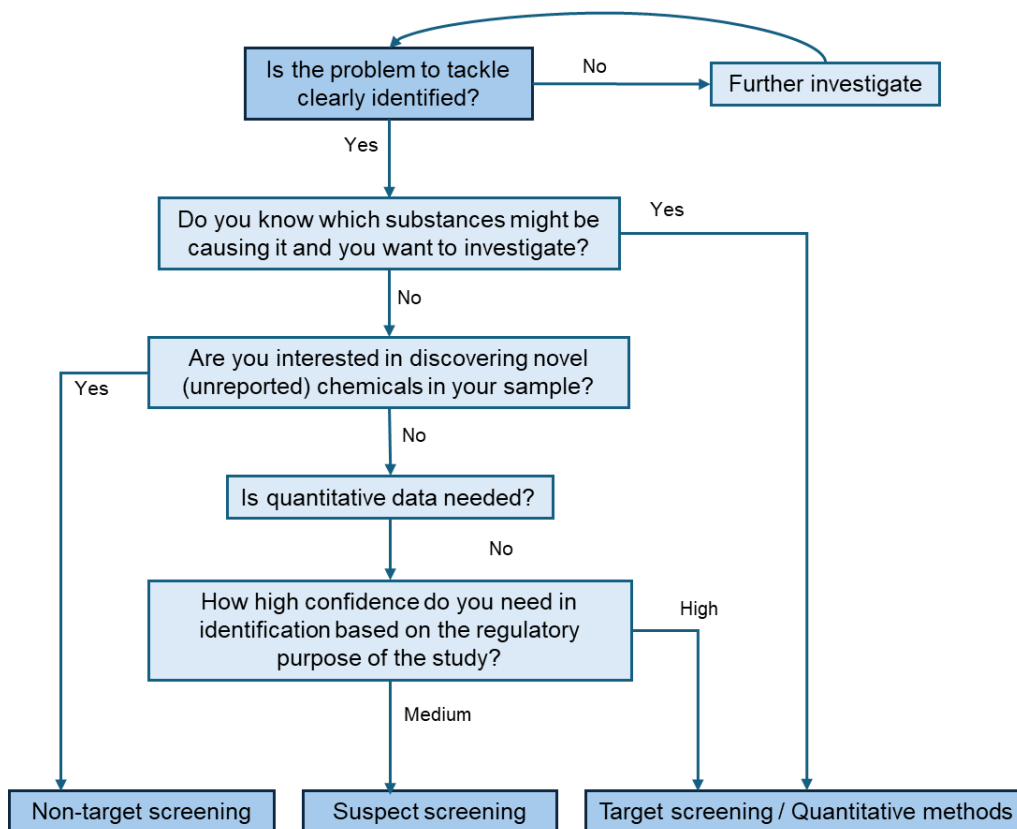 Is the problem to tackle
clearly identified?
No
Further investigate
Yes
Do you know which substances might be
causing it and you want to investigate?
Yes
No
Are you interested in discovering novel
(unreported) chemicals in your sample?
Yes
No
Is quantitative data needed?
No
How high confidence do you need in
identification based on the regulatory
purpose of the study?
High
Medium
Non-target screening
Suspect screening
Target screening / Quantitative methods